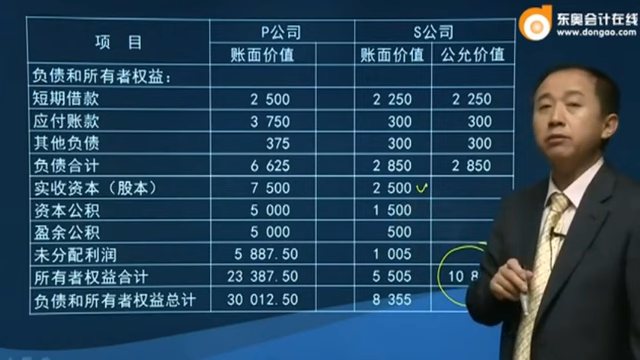 东奥会计在线
www.dongao.com
项 目 P公司 S公司
账面价值 账面价值 公允价值
负债和所有者权益：
短期借款 2 500 2 250 2 250
应付账款 3 750 300 300
其他负债 375 300 300
负债合计 6 625 2 850 2 850
实收资本（股本） 7 500 2 500
资本公积 5 000 1 500
盈余公积 5 000 500
未分配利润 5 887.50 1 005
所有者权益合计 23 387.50 5 505 10 8
负债和所有者权益总计 30 012.50 8 355